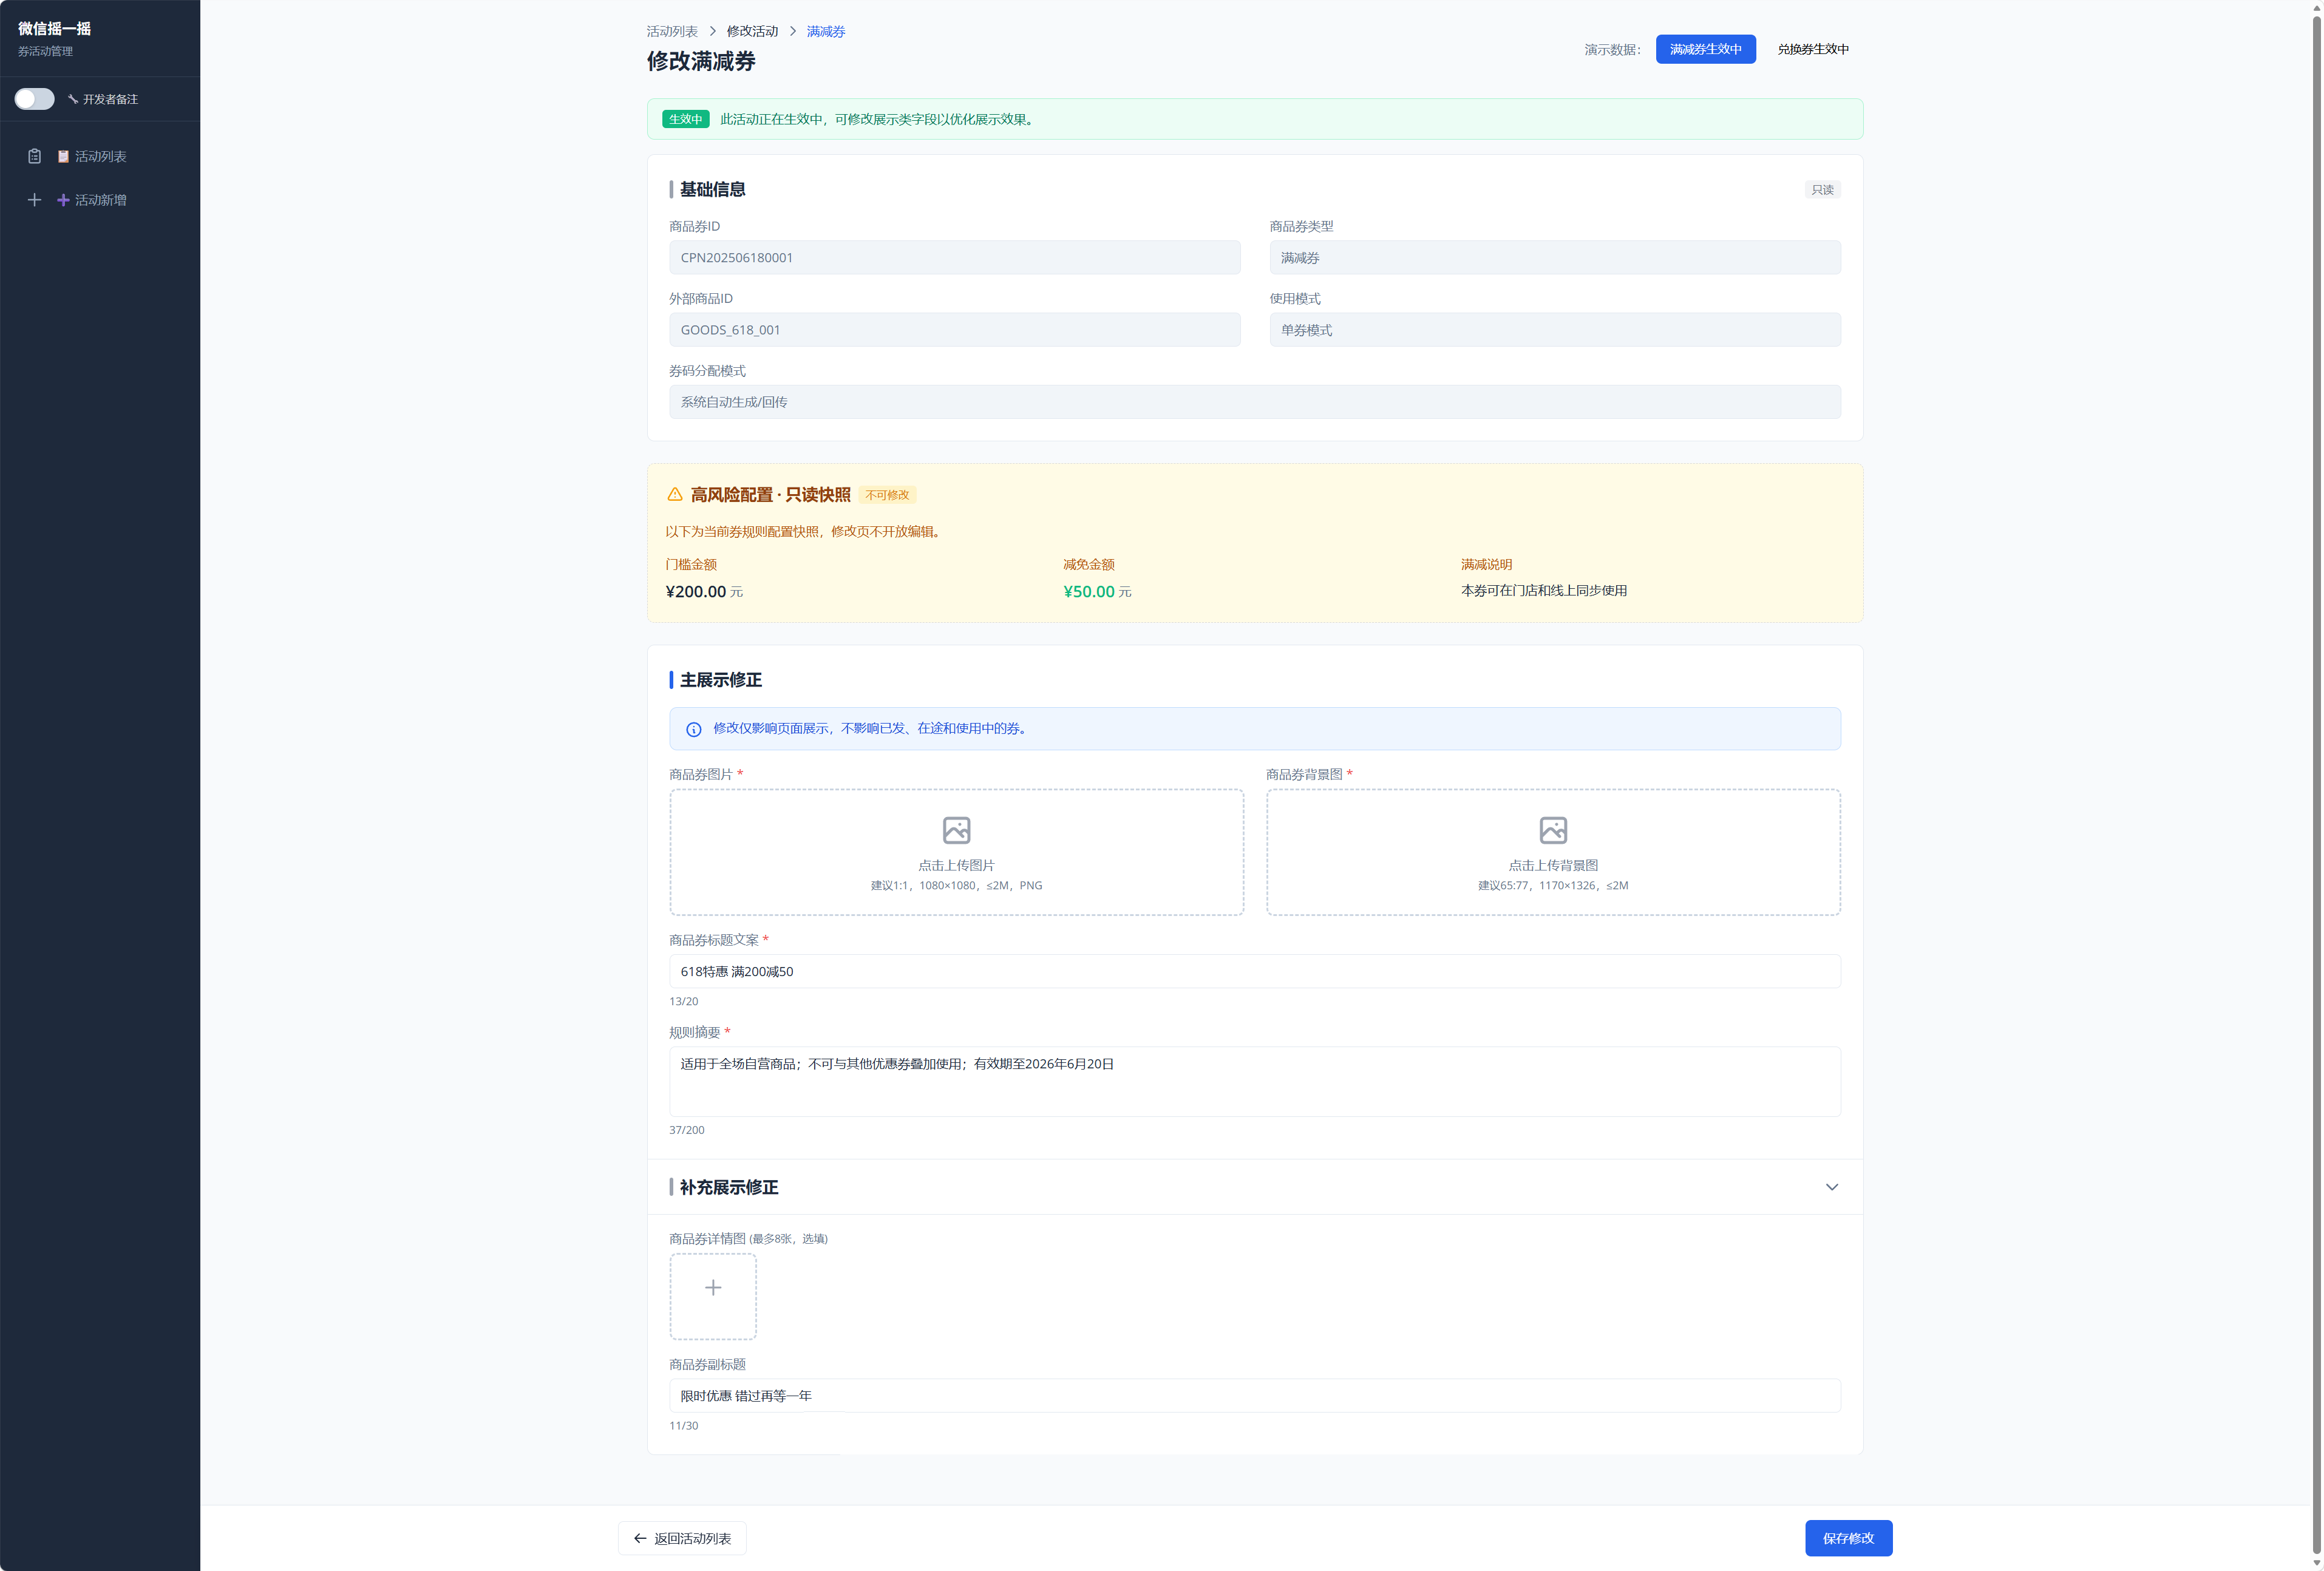 微信摇一摇
券活动管理
开发者备注
活动列表
活动新增
活动列表 > 修改活动 > 满减券
修改满减券
演示数据： 满减券生效中 兑换券生效中
生效中 此活动正在生效中，可修改展示类字段以优化展示效果。
基础信息 只读
商品券ID 商品券类型
CPN202506180001 满减券
外部商品ID 使用模式
GOODS_618_001 单券模式
券码分配模式
系统自动生成/回传
高风险配置 · 只读快照 不可修改
以下为当前券规则配置快照，修改页不开放编辑。
门槛金额 减免金额 满减说明
¥200.00 元 ¥50.00 元 本券可在门店和线上同步使用
主展示修正
修改仅影响页面展示，不影响已发、在途和使用中的券。
商品券图片 * 商品券背景图 *
点击上传图片 点击上传背景图
建议1:1，1080×1080，≤2M，PNG 建议65:77，1170×1326，≤2M
商品券标题文案 *
618特惠 满200减50
13/20
规则摘要 *
适用于全场自营商品；不可与其他优惠券叠加使用；有效期至2026年6月20日
37/200
补充展示修正
商品券详情图 (最多8张，选填)
商品券副标题
限时优惠 错过再等一年
11/30
← 返回活动列表 保存修改